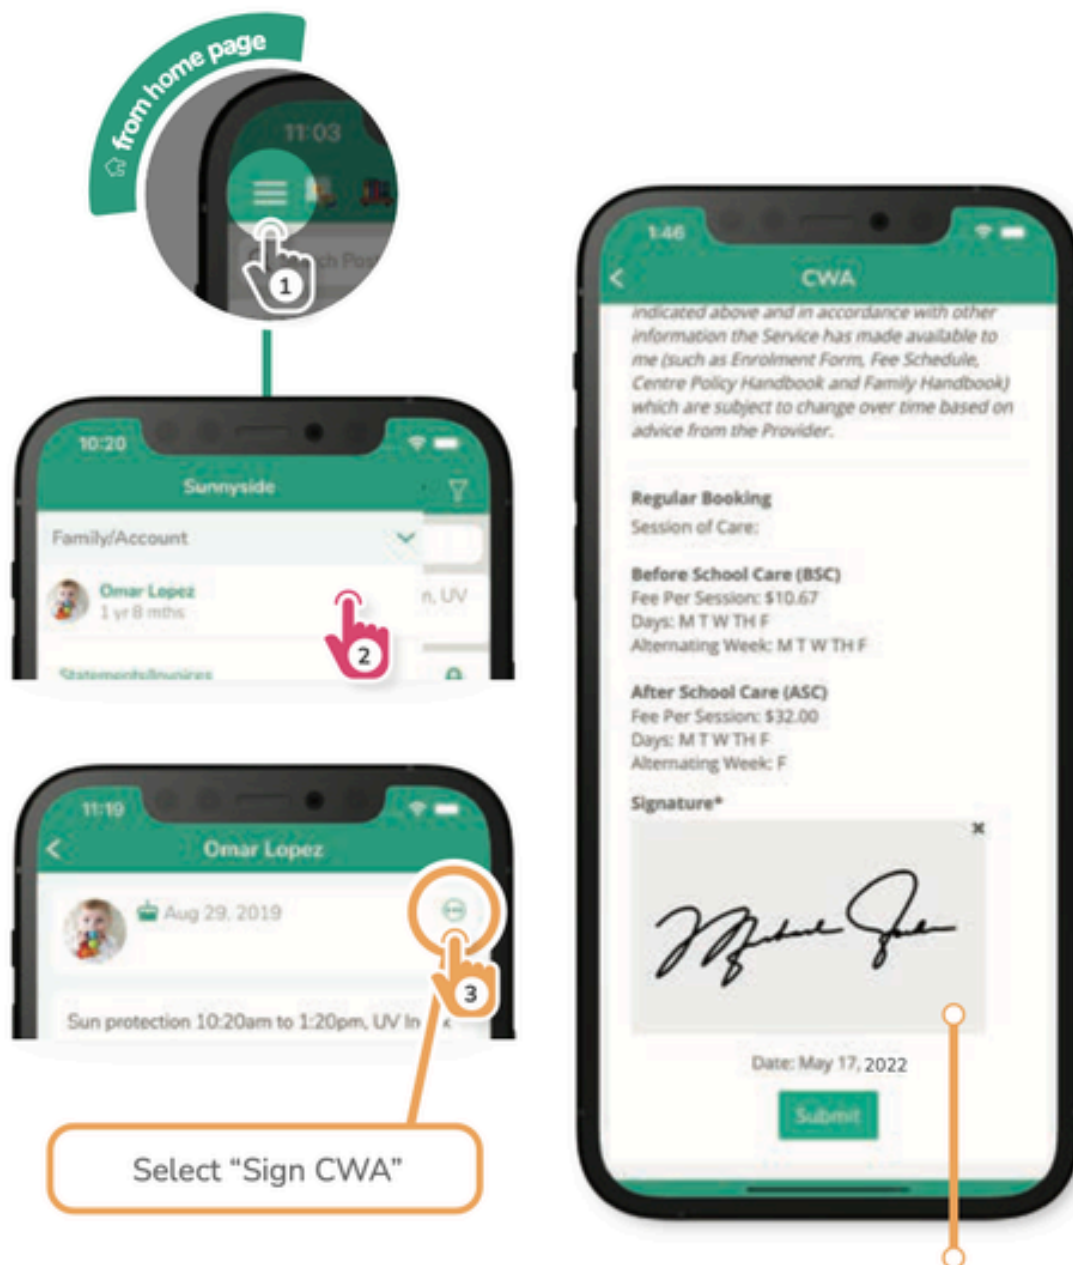 from home page
11:03
Search Post
1
10:20
Sunnyside
Family/Account
Omar Lopez
1 yr 8 mths
n, UV
2
Statements/Invoices
11:19
Omar Lopez
Aug 29, 2019
3
Sun protection 10:20am to 1:20pm, UV Index
Select “Sign CWA”
1:46
CWA
indicated above and in accordance with other
information the Service has made available to
me (such as Enrolment Form, Fee Schedule,
Centre Policy Handbook and Family Handbook)
which are subject to change over time based on
advice from the Provider.
Regular Booking
Session of Care:
Before School Care (BSC)
Fee Per Session: $10.67
Days: M T W TH F
Alternating Week: M T W TH F
After School Care (ASC)
Fee Per Session: $32.00
Days: M T W TH F
Alternating Week: F
Signature*
Date: May 17, 2022
Submit